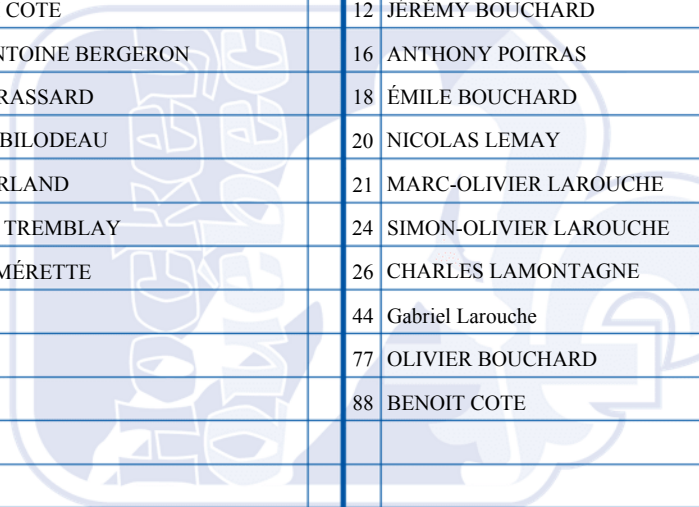 COTE
NTOINE BERGERON
RASSARD
BILODEAU
RLAND
TREMBLAY
MÉRETTE
12 JÉRÉMY BOUCHARD
16 ANTHONY POITRAS
18 ÉMILE BOUCHARD
20 NICOLAS LEMAY
21 MARC-OLIVIER LAROUCHE
24 SIMON-OLIVIER LAROUCHE
26 CHARLES LAMONTAGNE
44 Gabriel Larouche
77 OLIVIER BOUCHARD
88 BENOIT COTE
Hockey
Québec